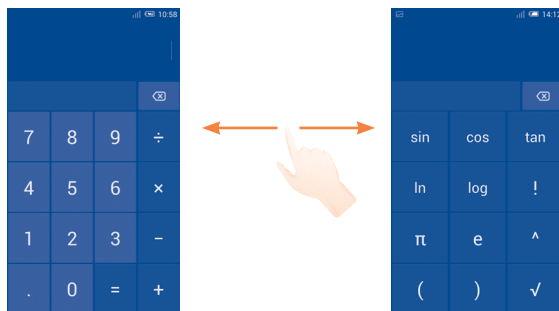 10:58
14:12
7 8 9 ÷
4 5 6 ×
1 2 3 −
. 0 = +
sin cos tan
ln log !
π e ^
( ) √